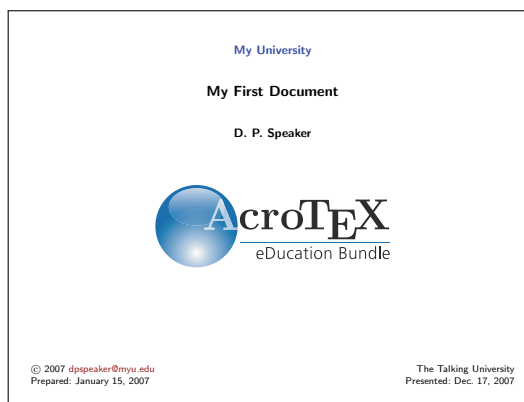 My University
My First Document
D. P. Speaker
AcroTEX
eDucation Bundle
© 2007 dpspeaker@myu.edu
Prepared: January 15, 2007
The Talking University
Presented: Dec. 17, 2007